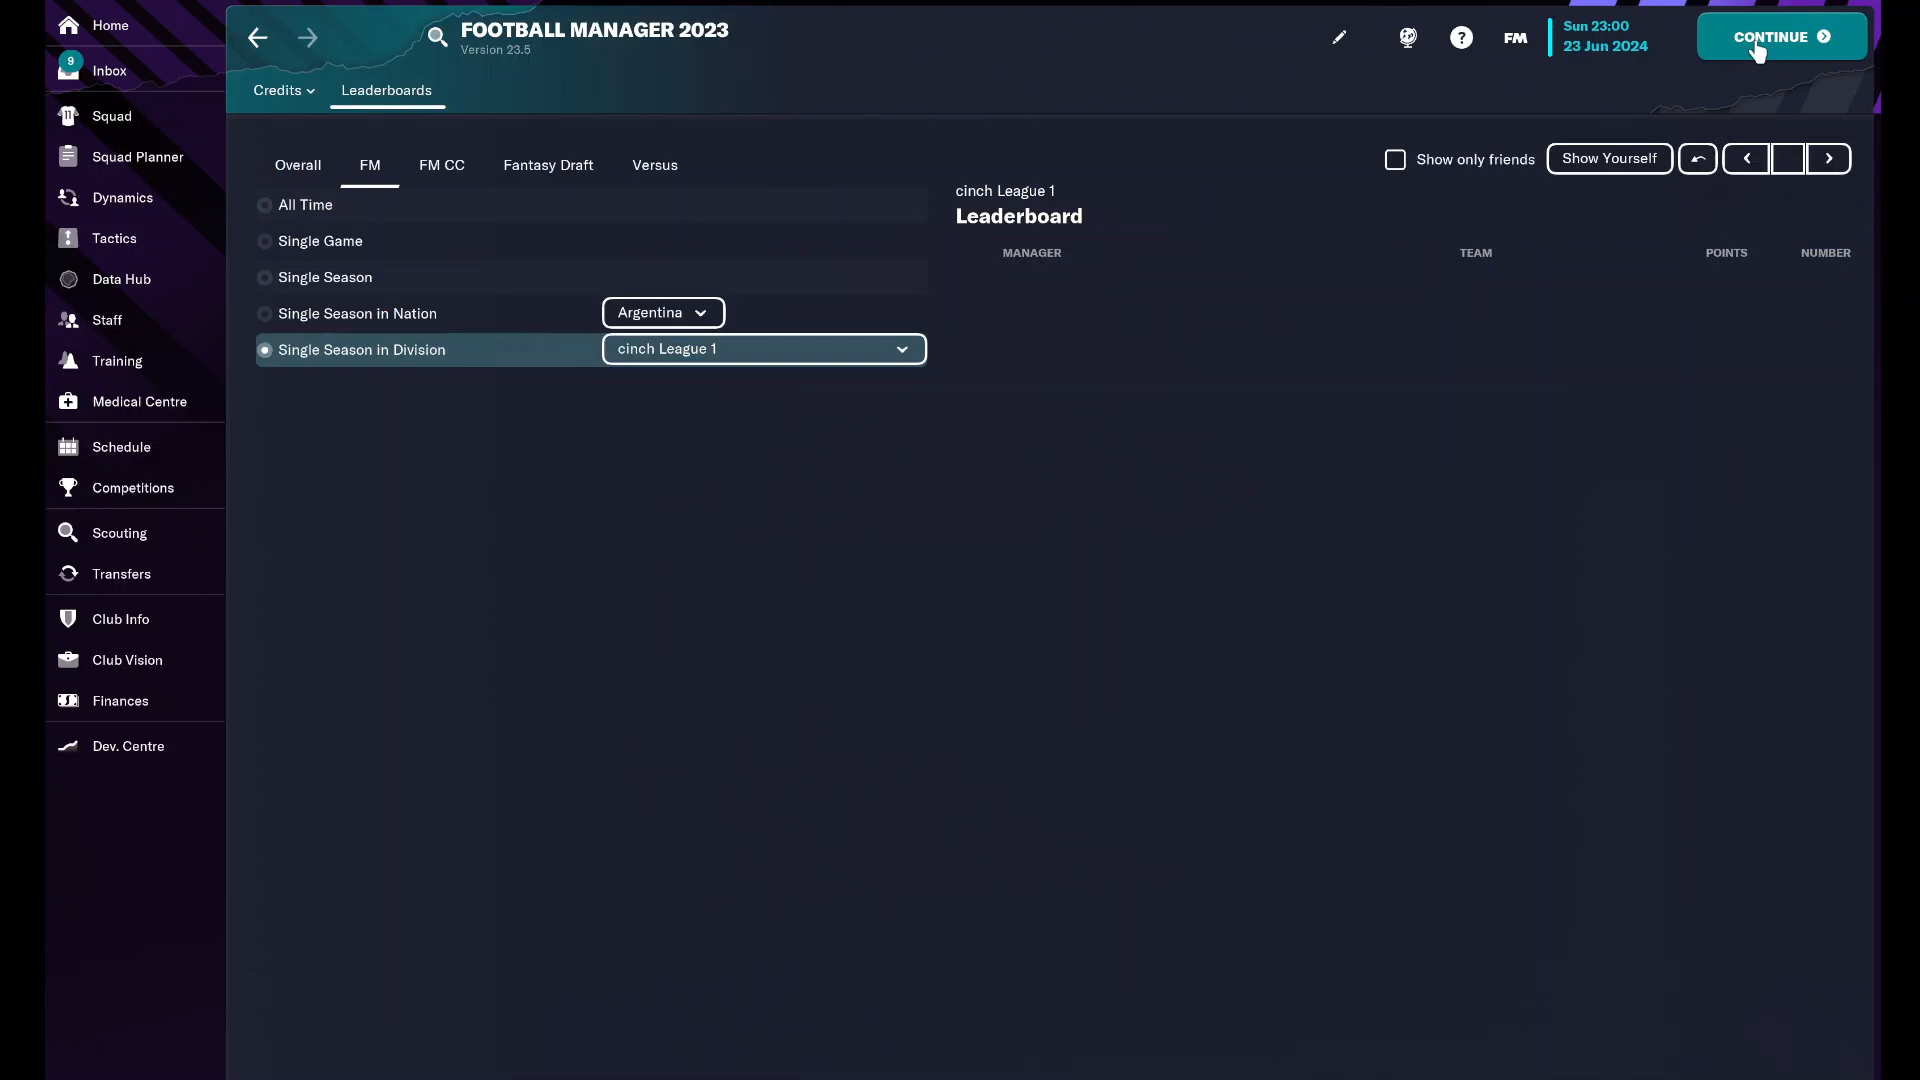 Home
9
Inbox
11
Squad
Squad Planner
Dynamics
Tactics
Data Hub
Staff
Training
Medical Centre
Schedule
Competitions
Scouting
Transfers
Club Info
Club Vision
Finances
Dev. Centre
FOOTBALL MANAGER 2023
Version 23.5
?
FM
Sun 23:00
23 Jun 2024
CONTINUE
Credits
Leaderboards
Overall
FM
FM CC
Fantasy Draft
Versus
Show only friends
Show Yourself
All Time
Single Game
Single Season
Single Season in Nation
Argentina
Single Season in Division
cinch League 1
cinch League 1
Leaderboard
MANAGER TEAM POINTS NUMBER